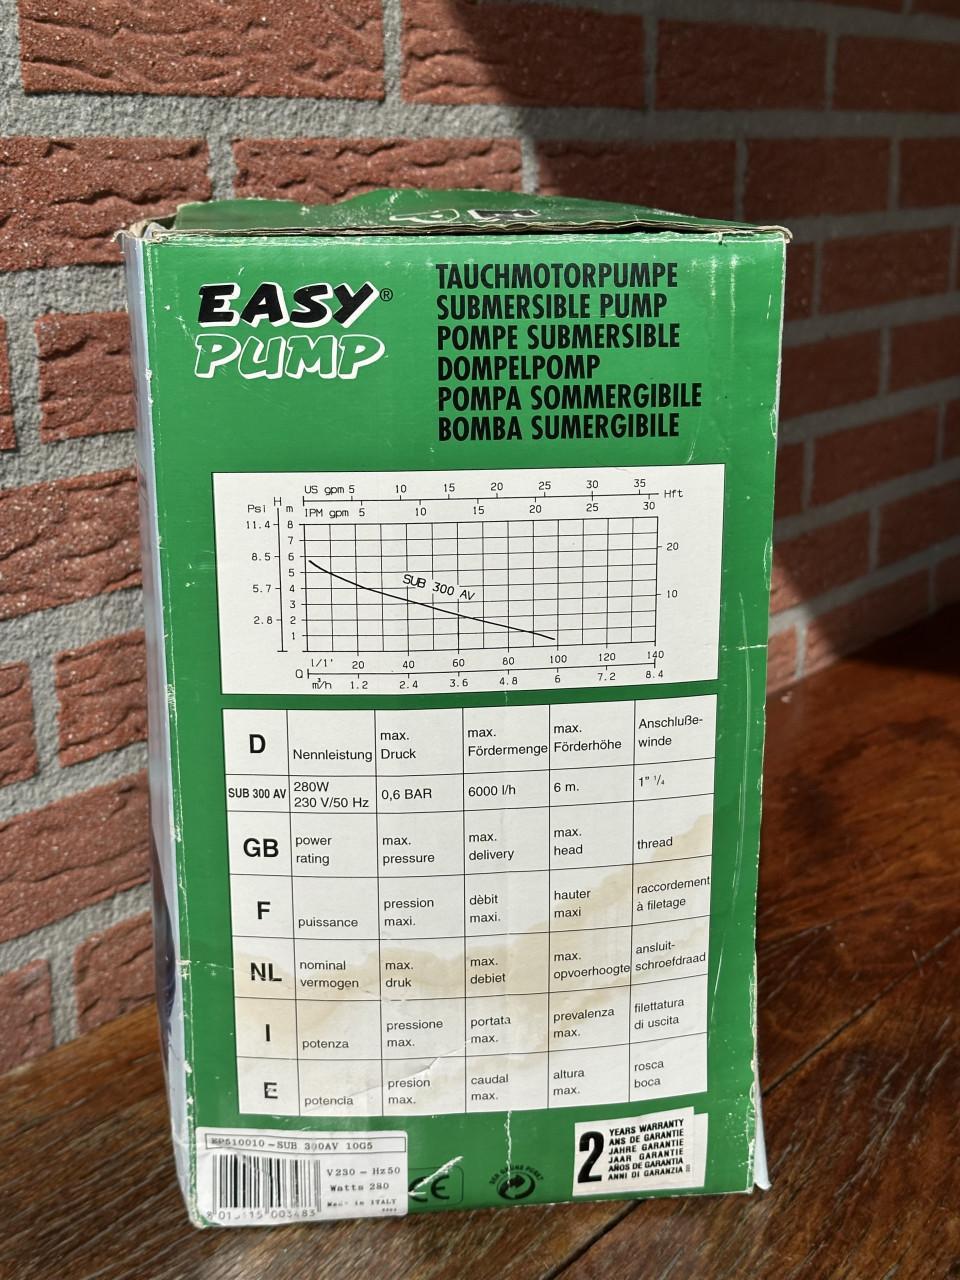 EASY®
PUMP
TAUCHMOTORPUMPE
SUBMERSIBLE PUMP
POMPE SUBMERSIBLE
DOMPELPOMP
POMPA SOMMERGIBILE
BOMBA SUMERGIBILE
US gpm 5 10 15 20 25 30 35
Hft
Psi H m IPM gpm 5 10 15 20 25 30
11.4 8
7
8.5 6
20
5
5.7 4
10
3
2.8 2
1
SUB 300 AV
Q l/1' 20 40 60 80 100 120 140
m³/h 1.2 2.4 3.6 4.8 6 7.2 8.4
D Nennleistung max. Druck max. Fördermenge max. Förderhöhe Anschluße-winde
SUB 300 AV 280W 230 V/50 Hz 0,6 BAR 6000 l/h 6 m. 1" 1/4
GB power rating max. pressure max. delivery max. head thread
F puissance pression maxi. dèbit maxi. hauter maxi raccordement à filetage
NL nominal vermogen max. druk max. debiet max. opvoerhoogte ansluit-schroefdraad
I potenza pressione max. portata max. prevalenza max. filettatura di uscita
E potencia presion max. caudal max. altura max. rosca boca
KP510010-SUB 300AV 10G5
V230 - Hz50
Watts 280
Made in ITALY
CE
DER GRÜNE PUNKT
2
YEARS WARRANTY
ANS DE GARANTIE
JAHRE GARANTIE
JAAR GARANTIE
AÑOS DE GARANTIA
ANNI DI GARANZIA